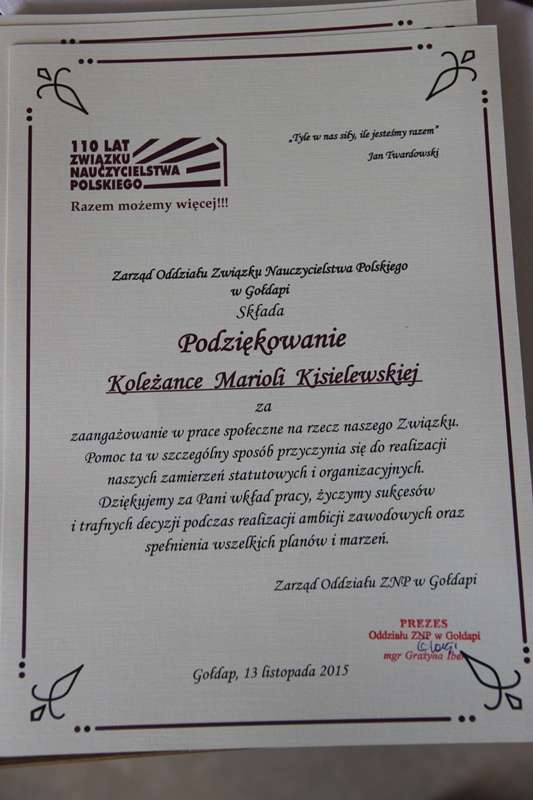 110 LAT
ZWIĄZKU
NAUCZYCIELSTWA
POLSKIEGO
Razem możemy więcej!!!
„Tyle w nas siły, ile jesteśmy razem”
Jan Twardowski
Zarząd Oddziału Związku Nauczycielstwa Polskiego
w Gołdapi
Składa
Podziękowanie
Koleżance Marioli Kisielewskiej
za
zaangażowanie w prace społeczne na rzecz naszego Związku.
Pomoc ta w szczególny sposób przyczynia się do realizacji
naszych zamierzeń statutowych i organizacyjnych.
Dziękujemy za Pani wkład pracy, życzymy sukcesów
i trafnych decyzji podczas realizacji ambicji zawodowych oraz
spełnienia wszelkich planów i marzeń.
Zarząd Oddziału ZNP w Gołdapi
PREZES
Oddziału ZNP w Gołdapi
mgr Grażyna
Gołdap, 13 listopada 2015